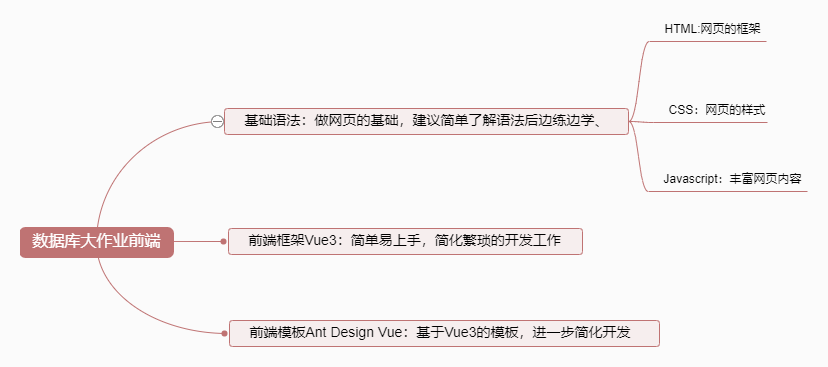 数据库大作业前端
基础语法：做网页的基础，建议简单了解语法后边练边学、
HTML:网页的框架
CSS：网页的样式
Javascript：丰富网页内容
前端框架Vue3：简单易上手，简化繁琐的开发工作
前端模板Ant Design Vue：基于Vue3的模板，进一步简化开发